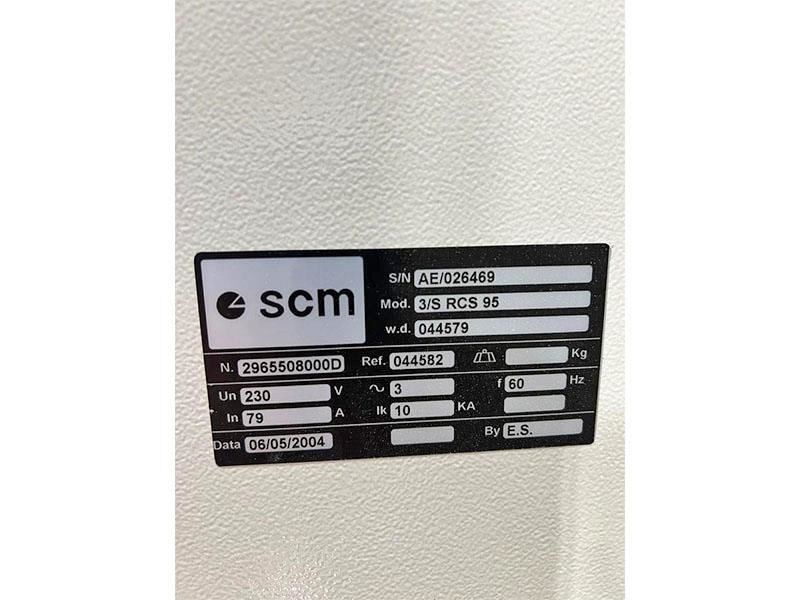 scm
S/N AE/026469
Mod. 3/S RCS 95
w.d. 044579
N. 2965508000D Ref. 044582 Kg
Un 230 V ~ 3 f 60 Hz
In 79 A Ik 10 KA
Data 06/05/2004 By E.S.